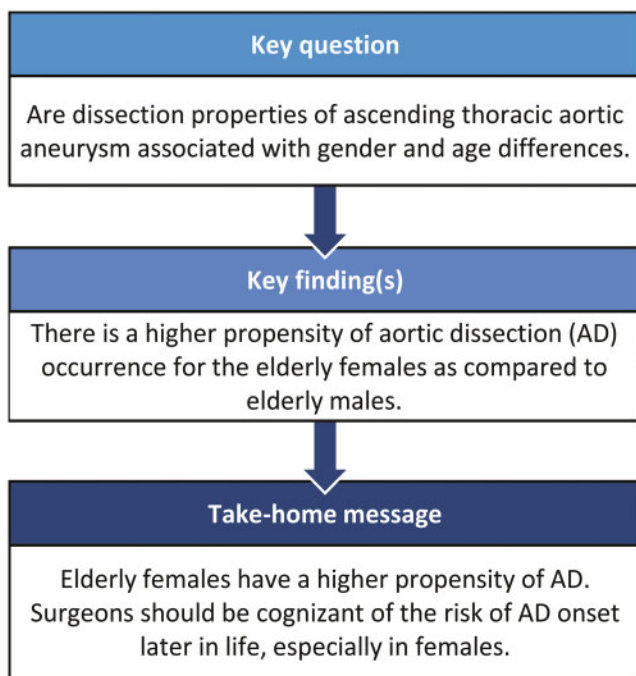 Key question
Are dissection properties of ascending thoracic aortic
aneurysm associated with gender and age differences.
Key finding(s)
There is a higher propensity of aortic dissection (AD)
occurrence for the elderly females as compared to
elderly males.
Take-home message
Elderly females have a higher propensity of AD.
Surgeons should be cognizant of the risk of AD onset
later in life, especially in females.